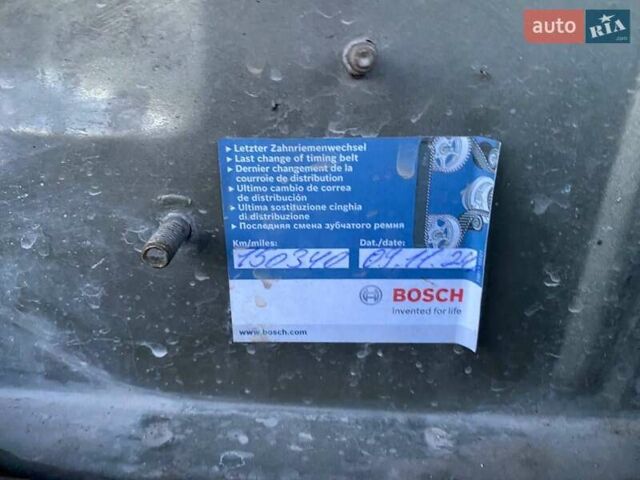 auto RIA.com
▸ Letzter Zahnriemenwechsel
▸ Last change of timing belt
▸ Dernier changement de la
courroie de distribution
▸ Ultimo cambio de correa
de distribución
▸ Ultima sostituzione cinghia
di distribuzione
▸ Последняя смена зубчатого ремня
Km/miles: Dat./date:
150340 09.11.24
BOSCH
Invented for life
www.bosch.com